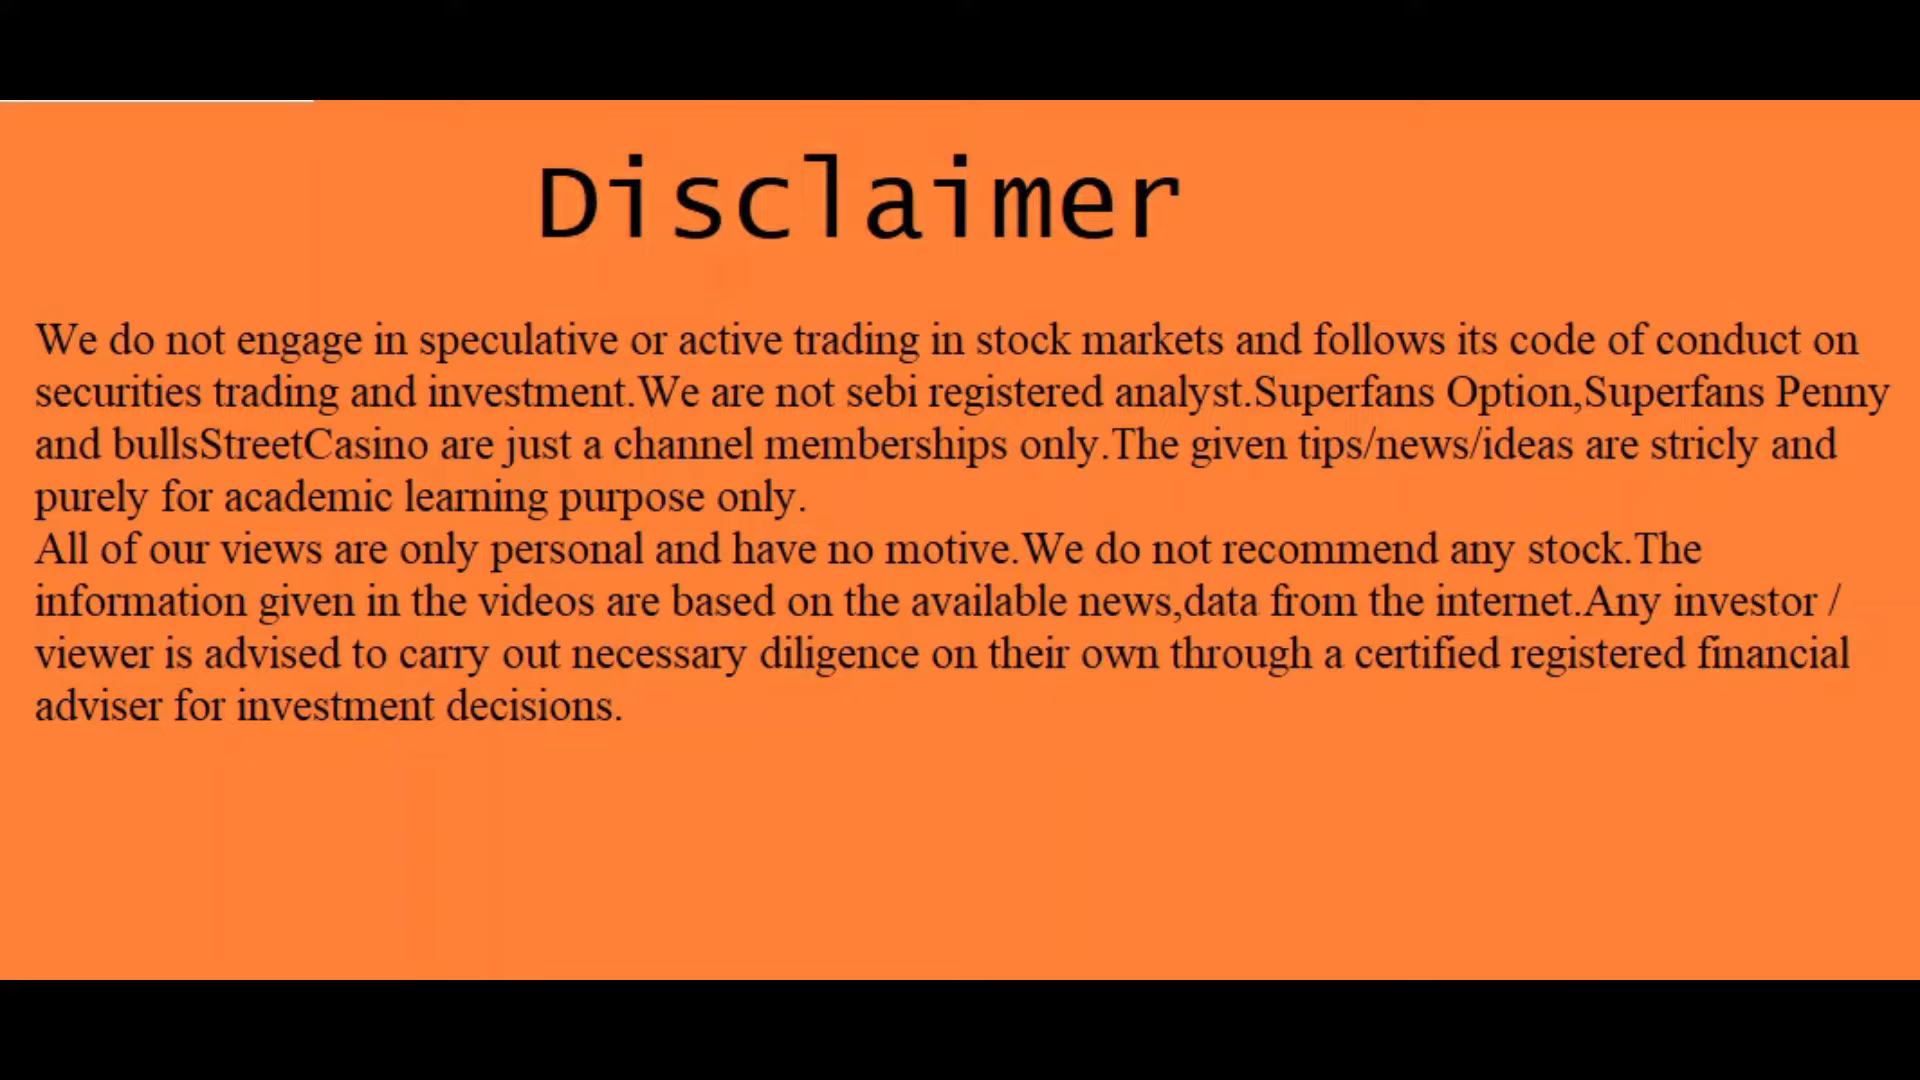 Disclaimer
We do not engage in speculative or active trading in stock markets and follows its code of conduct on
securities trading and investment.We are not sebi registered analyst.Superfans Option,Superfans Penny
and bullsStreetCasino are just a channel memberships only.The given tips/news/ideas are stricly and
purely for academic learning purpose only.
All of our views are only personal and have no motive.We do not recommend any stock.The
information given in the videos are based on the available news,data from the internet.Any investor /
viewer is advised to carry out necessary diligence on their own through a certified registered financial
adviser for investment decisions.